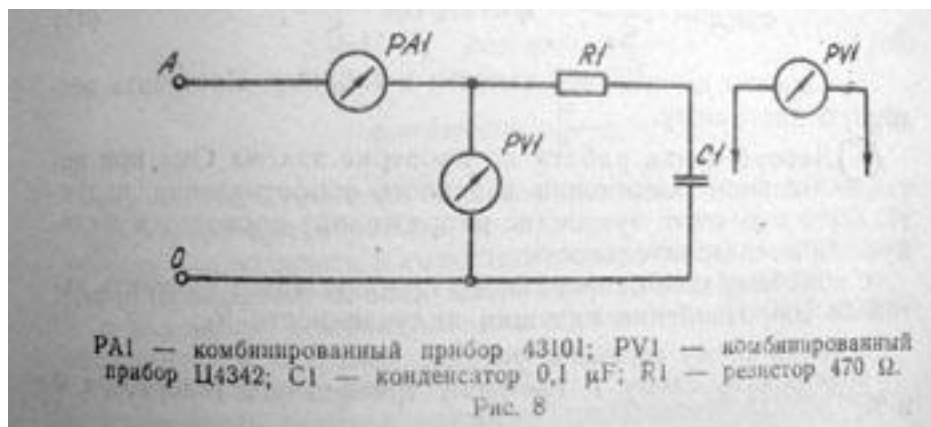 PA1
R1
PV1
A
PV1
C1
0
PA1 — комбинированный прибор 43101; PV1 — комбинированный
прибор Ц4342; C1 — конденсатор 0,1 μF; R1 — резистор 470 Ω.
Рис. 8